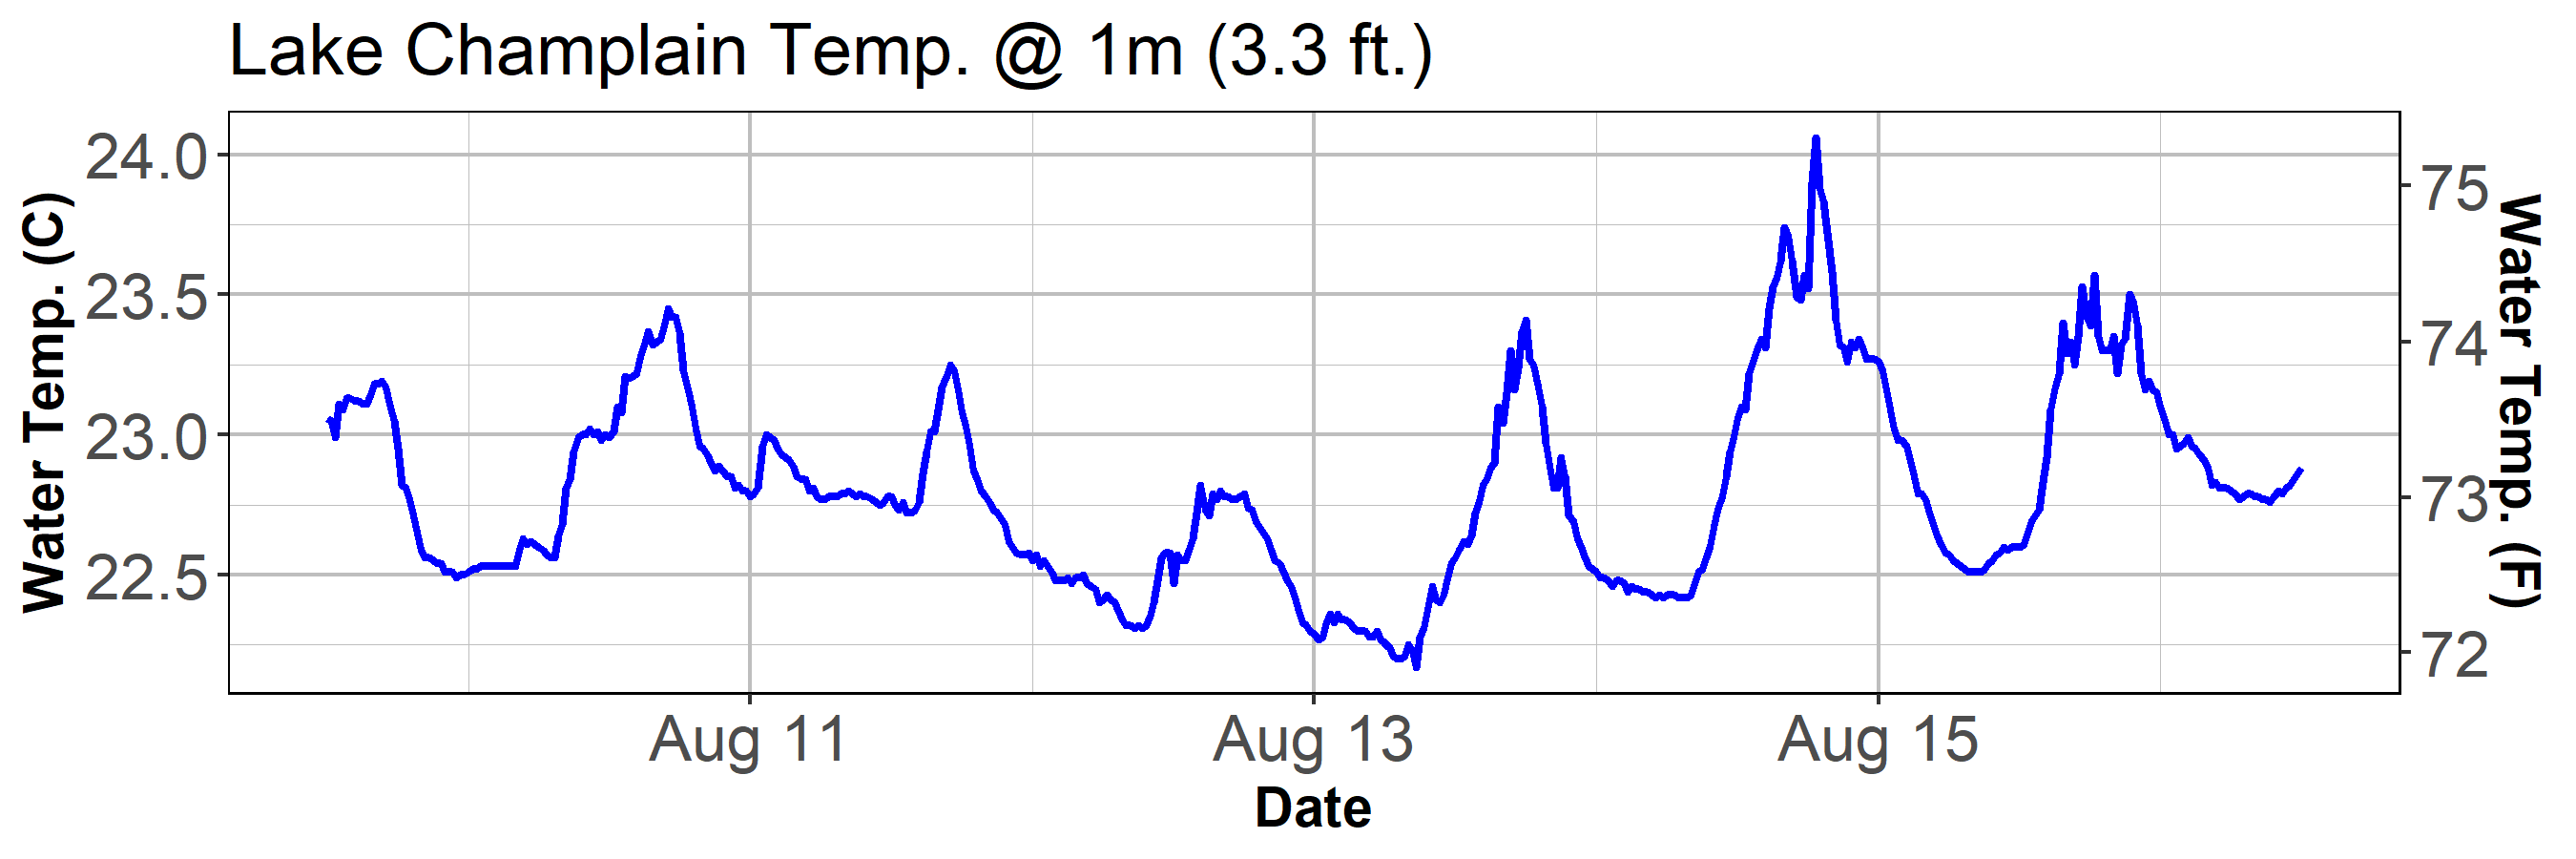 Lake Champlain Temp. @ 1m (3.3 ft.)
Water Temp. (C)
24.0
23.5
23.0
22.5
75
74
73
72
Water Temp. (F)
Aug 11
Aug 13
Aug 15
Date